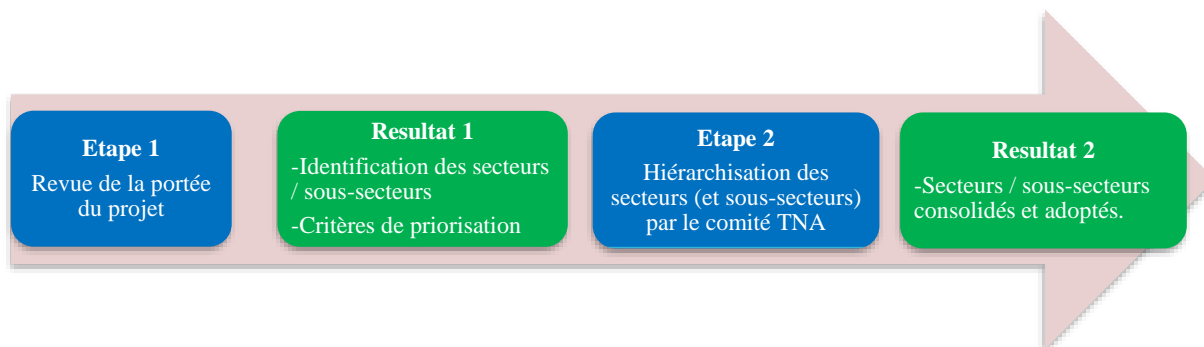 Etape 1
Revue de la portée
du projet
Resultat 1
-Identification des secteurs
/ sous-secteurs
-Critères de priorisation
Etape 2
Hiérarchisation des
secteurs (et sous-secteurs)
par le comité TNA
Resultat 2
-Secteurs / sous-secteurs
consolidés et adoptés.